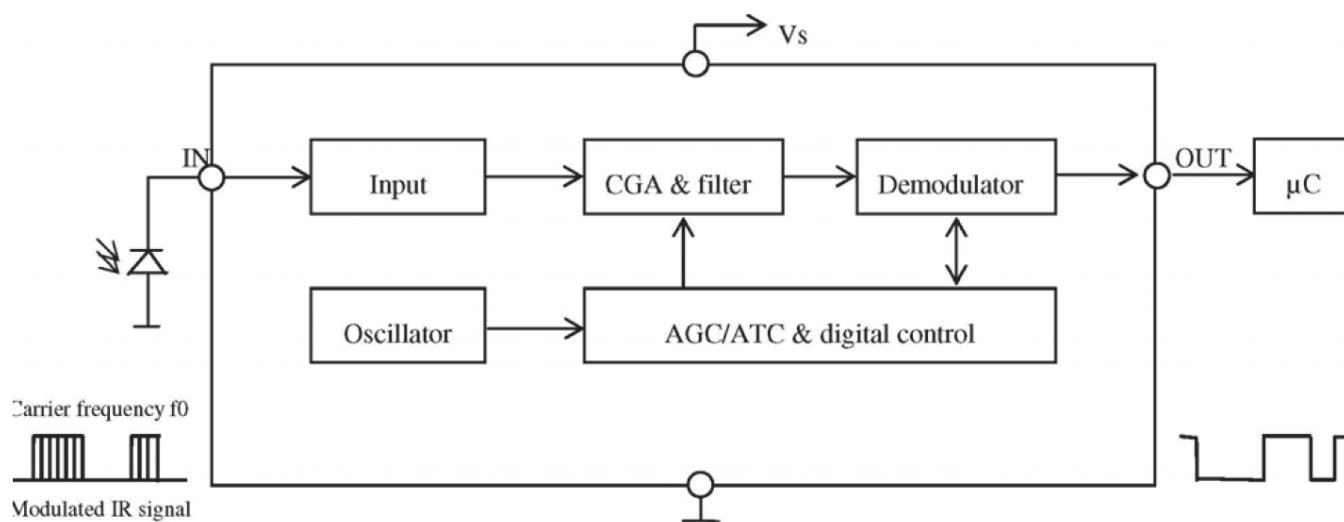 Vs
IN
Input
CGA & filter
Demodulator
OUT
µC
Oscillator
AGC/ATC & digital control
Carrier frequency f0
Modulated IR signal